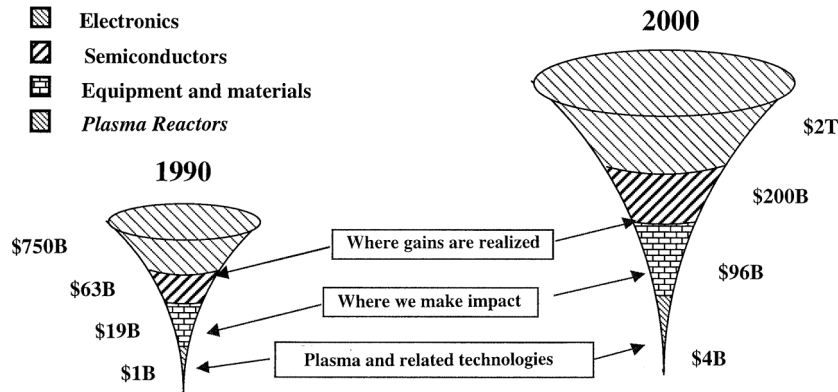 Electronics
Semiconductors
Equipment and materials
Plasma Reactors
1990
2000
$750B
$63B
$19B
$1B
Where gains are realized
Where we make impact
Plasma and related technologies
$2T
$200B
$96B
$4B